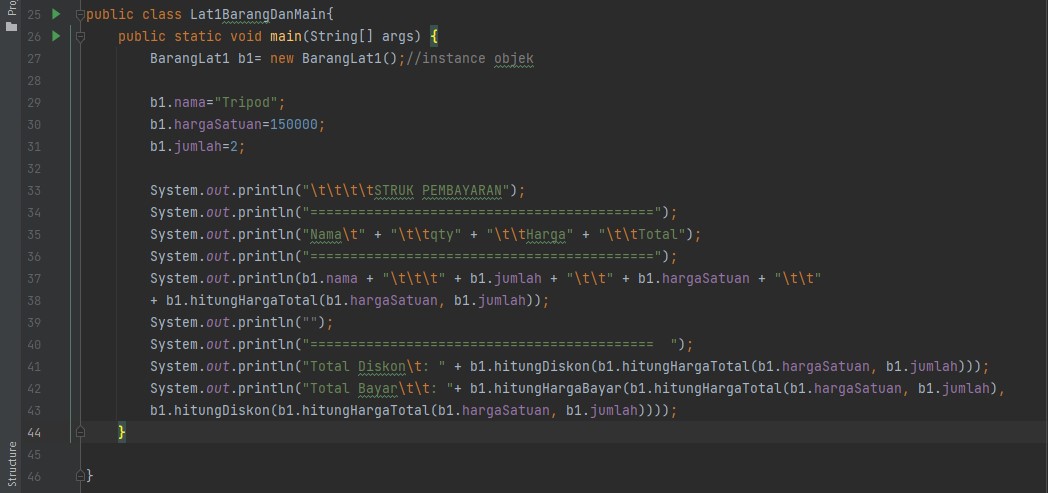 25 public class Lat1BarangDanMain{
26 public static void main(String[] args) {
27 BarangLat1 b1= new BarangLat1();//instance objek
28
29 b1.nama="Tripod";
30 b1.hargaSatuan=150000;
31 b1.jumlah=2;
32
33 System.out.println("\t\t\t\tSTRUK PEMBAYARAN");
34 System.out.println("===========================================");
35 System.out.println("Nama\t" + "\t\tqty" + "\t\tHarga" + "\t\tTotal");
36 System.out.println("===========================================");
37 System.out.println(b1.nama + "\t\t\t" + b1.jumlah + "\t\t" + b1.hargaSatuan + "\t\t"
38 + b1.hitungHargaTotal(b1.hargaSatuan, b1.jumlah));
39 System.out.println("");
40 System.out.println("===========================================  ");
41 System.out.println("Total Diskon\t: " + b1.hitungDiskon(b1.hitungHargaTotal(b1.hargaSatuan, b1.jumlah)));
42 System.out.println("Total Bayar\t\t: "+ b1.hitungHargaBayar(b1.hitungHargaTotal(b1.hargaSatuan, b1.jumlah),
43 b1.hitungDiskon(b1.hitungHargaTotal(b1.hargaSatuan, b1.jumlah))));
44 }
45
46 }
Structure